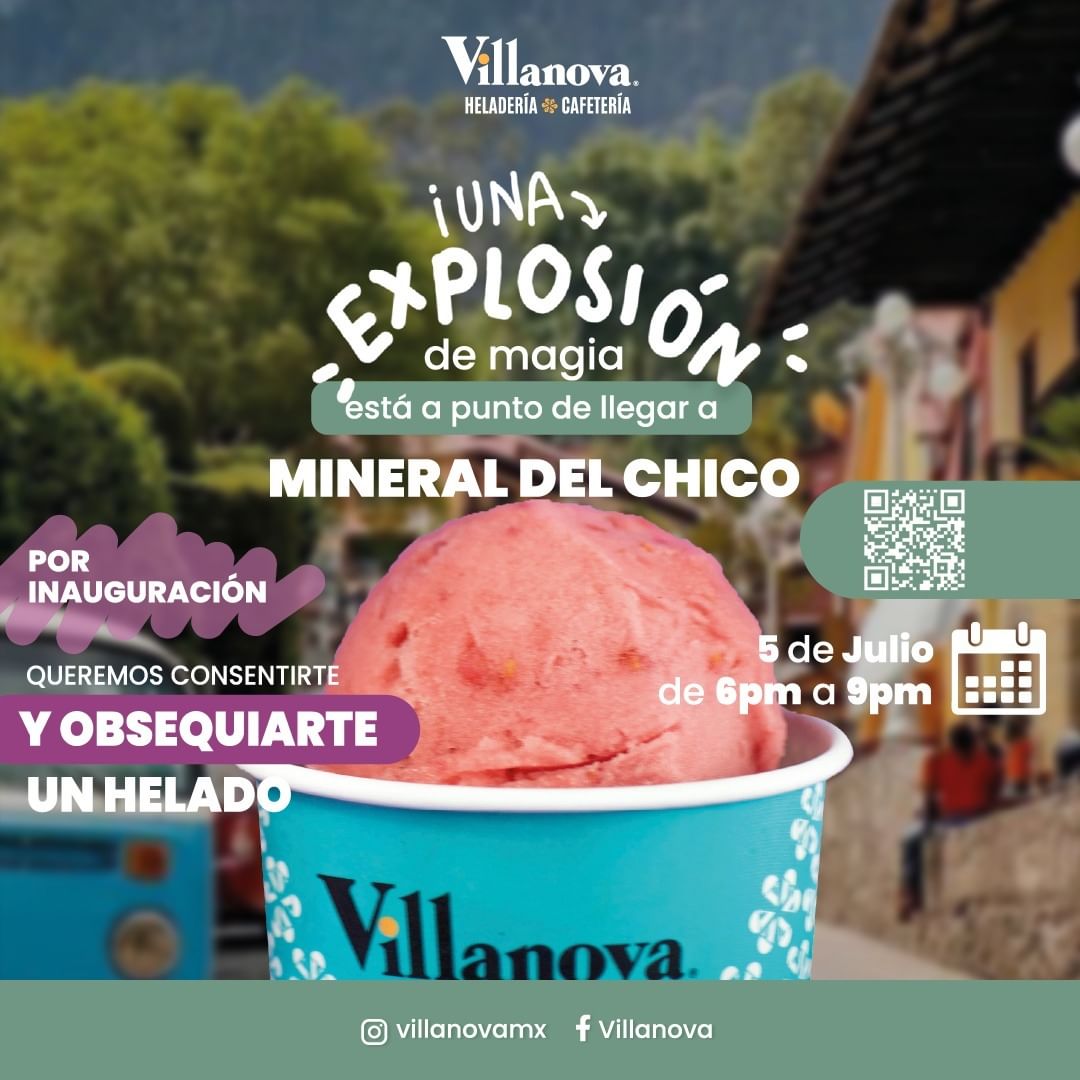 Villanova®
HELADERÍA CAFETERÍA
¡UNA
EXPLOSIÓN
de magia
está a punto de llegar a
MINERAL DEL CHICO
POR
INAUGURACIÓN
QUEREMOS CONSENTIRTE
Y OBSEQUIARTE
UN HELADO
5 de Julio
de 6pm a 9pm
Villanova®
villanovamx Villanova